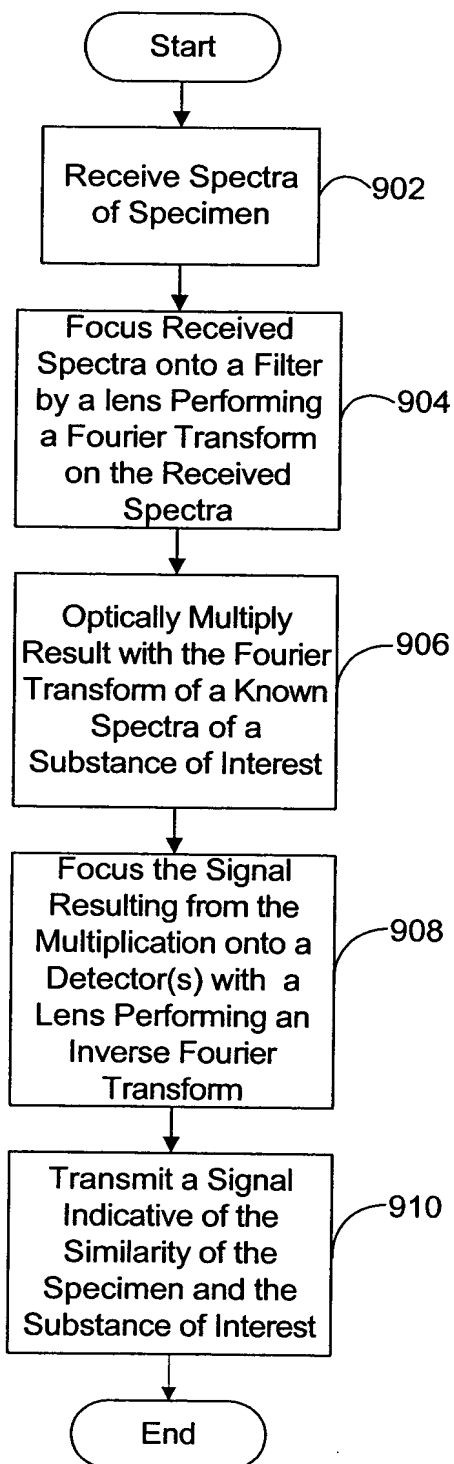 Start
Receive Spectra
of Specimen
902
Focus Received
Spectra onto a Filter
by a lens Performing
a Fourier Transform
on the Received
Spectra
904
Optically Multiply
Result with the Fourier
Transform of a Known
Spectra of a
Substance of Interest
906
Focus the Signal
Resulting from the
Multiplication onto a
Detector(s) with a
Lens Performing an
Inverse Fourier
Transform
908
Transmit a Signal
Indicative of the
Similarity of the
Specimen and the
Substance of Interest
910
End